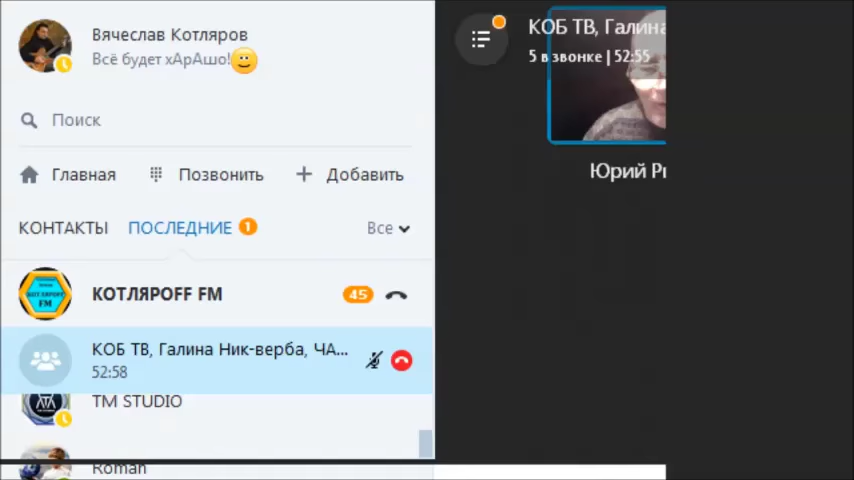 Вячеслав Котляров
Всё будет хАрАшо!
Поиск
Главная
Позвонить
Добавить
КОНТАКТЫ
ПОСЛЕДНИЕ 1
Все
КОТЛЯРОFF FM
45
КОБ ТВ, Галина Ник-верба, ЧА...
52:58
TM STUDIO
Roman
КОБ ТВ, Галина
5 в звонке | 52:55
Юрий